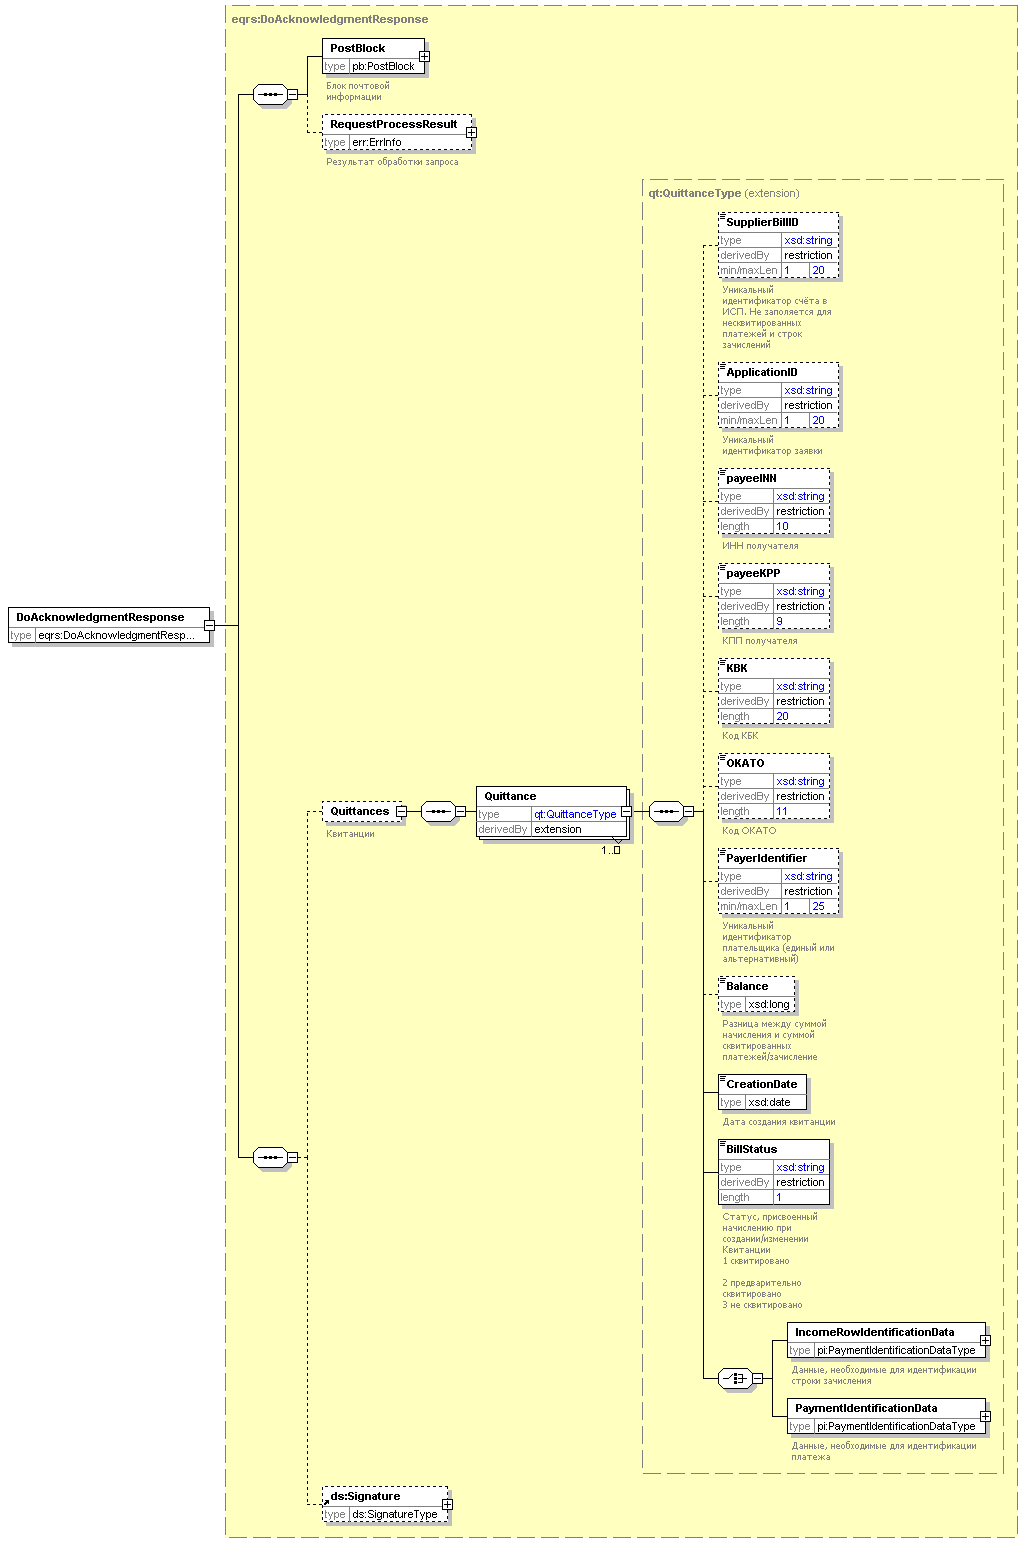 eqrs:DoAcknowledgmentResponse
PostBlock
type pb:PostBlock
Блок почтовой
информации
RequestProcessResult
type err:ErrInfo
Результат обработки запроса
qt:QuittanceType (extension)
SupplierBillID
type xsd:string
derivedBy restriction
min/maxLen 1 20
Уникальный
идентификатор счёта в
ИСП. Не заполяется для
несквитированных
платежей и строк
зачислений
ApplicationID
type xsd:string
derivedBy restriction
min/maxLen 1 20
Уникальный
идентификатор заявки
payeeINN
type xsd:string
derivedBy restriction
length 10
ИНН получателя
payeeKPP
type xsd:string
derivedBy restriction
length 9
КПП получателя
DoAcknowledgmentResponse
type eqrs:DoAcknowledgmentResp...
KBK
type xsd:string
derivedBy restriction
length 20
Код КБК
OKATO
type xsd:string
derivedBy restriction
length 11
Код ОКАТО
Quittances
Квитанции
Quittance
type qt:QuittanceType
derivedBy extension
1..
PayerIdentifier
type xsd:string
derivedBy restriction
min/maxLen 1 25
Уникальный
идентификатор
плательщика (единый или
альтернативный)
Balance
type xsd:long
Разница между суммой
начисления и суммой
сквитированных
платежей/зачисление
CreationDate
type xsd:date
Дата создания квитанции
BillStatus
type xsd:string
derivedBy restriction
length 1
Статус, присвоенный
начислению при
создании/изменении
Квитанции
1 сквитировано
2 предварительно
сквитировано
3 не сквитировано
IncomeRowIdentificationData
type pi:PaymentIdentificationDataType
Данные, необходимые для идентификации
строки зачисления
PaymentIdentificationData
type pi:PaymentIdentificationDataType
Данные, необходимые для идентификации
платежа
ds:Signature
type ds:SignatureType